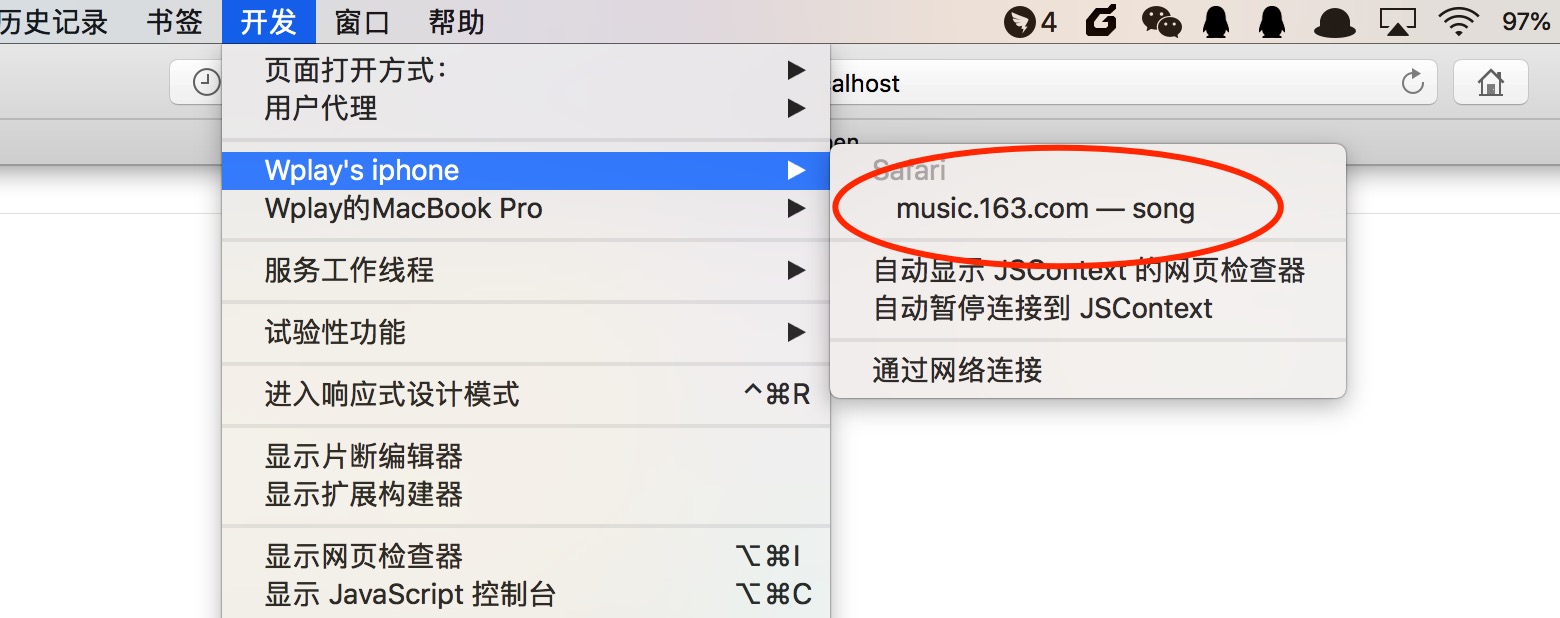 历史记录 书签 开发 窗口 帮助 4 97%
页面打开方式：
用户代理
alhost
Wplay's iphone
Wplay的MacBook Pro
服务工作线程
试验性功能
进入响应式设计模式 ^⌘R
显示片断编辑器
显示扩展构建器
显示网页检查器 ⌥⌘I
显示 JavaScript 控制台 ⌥⌘C
Safari
music.163.com — song
自动显示 JSContext 的网页检查器
自动暂停连接到 JSContext
通过网络连接